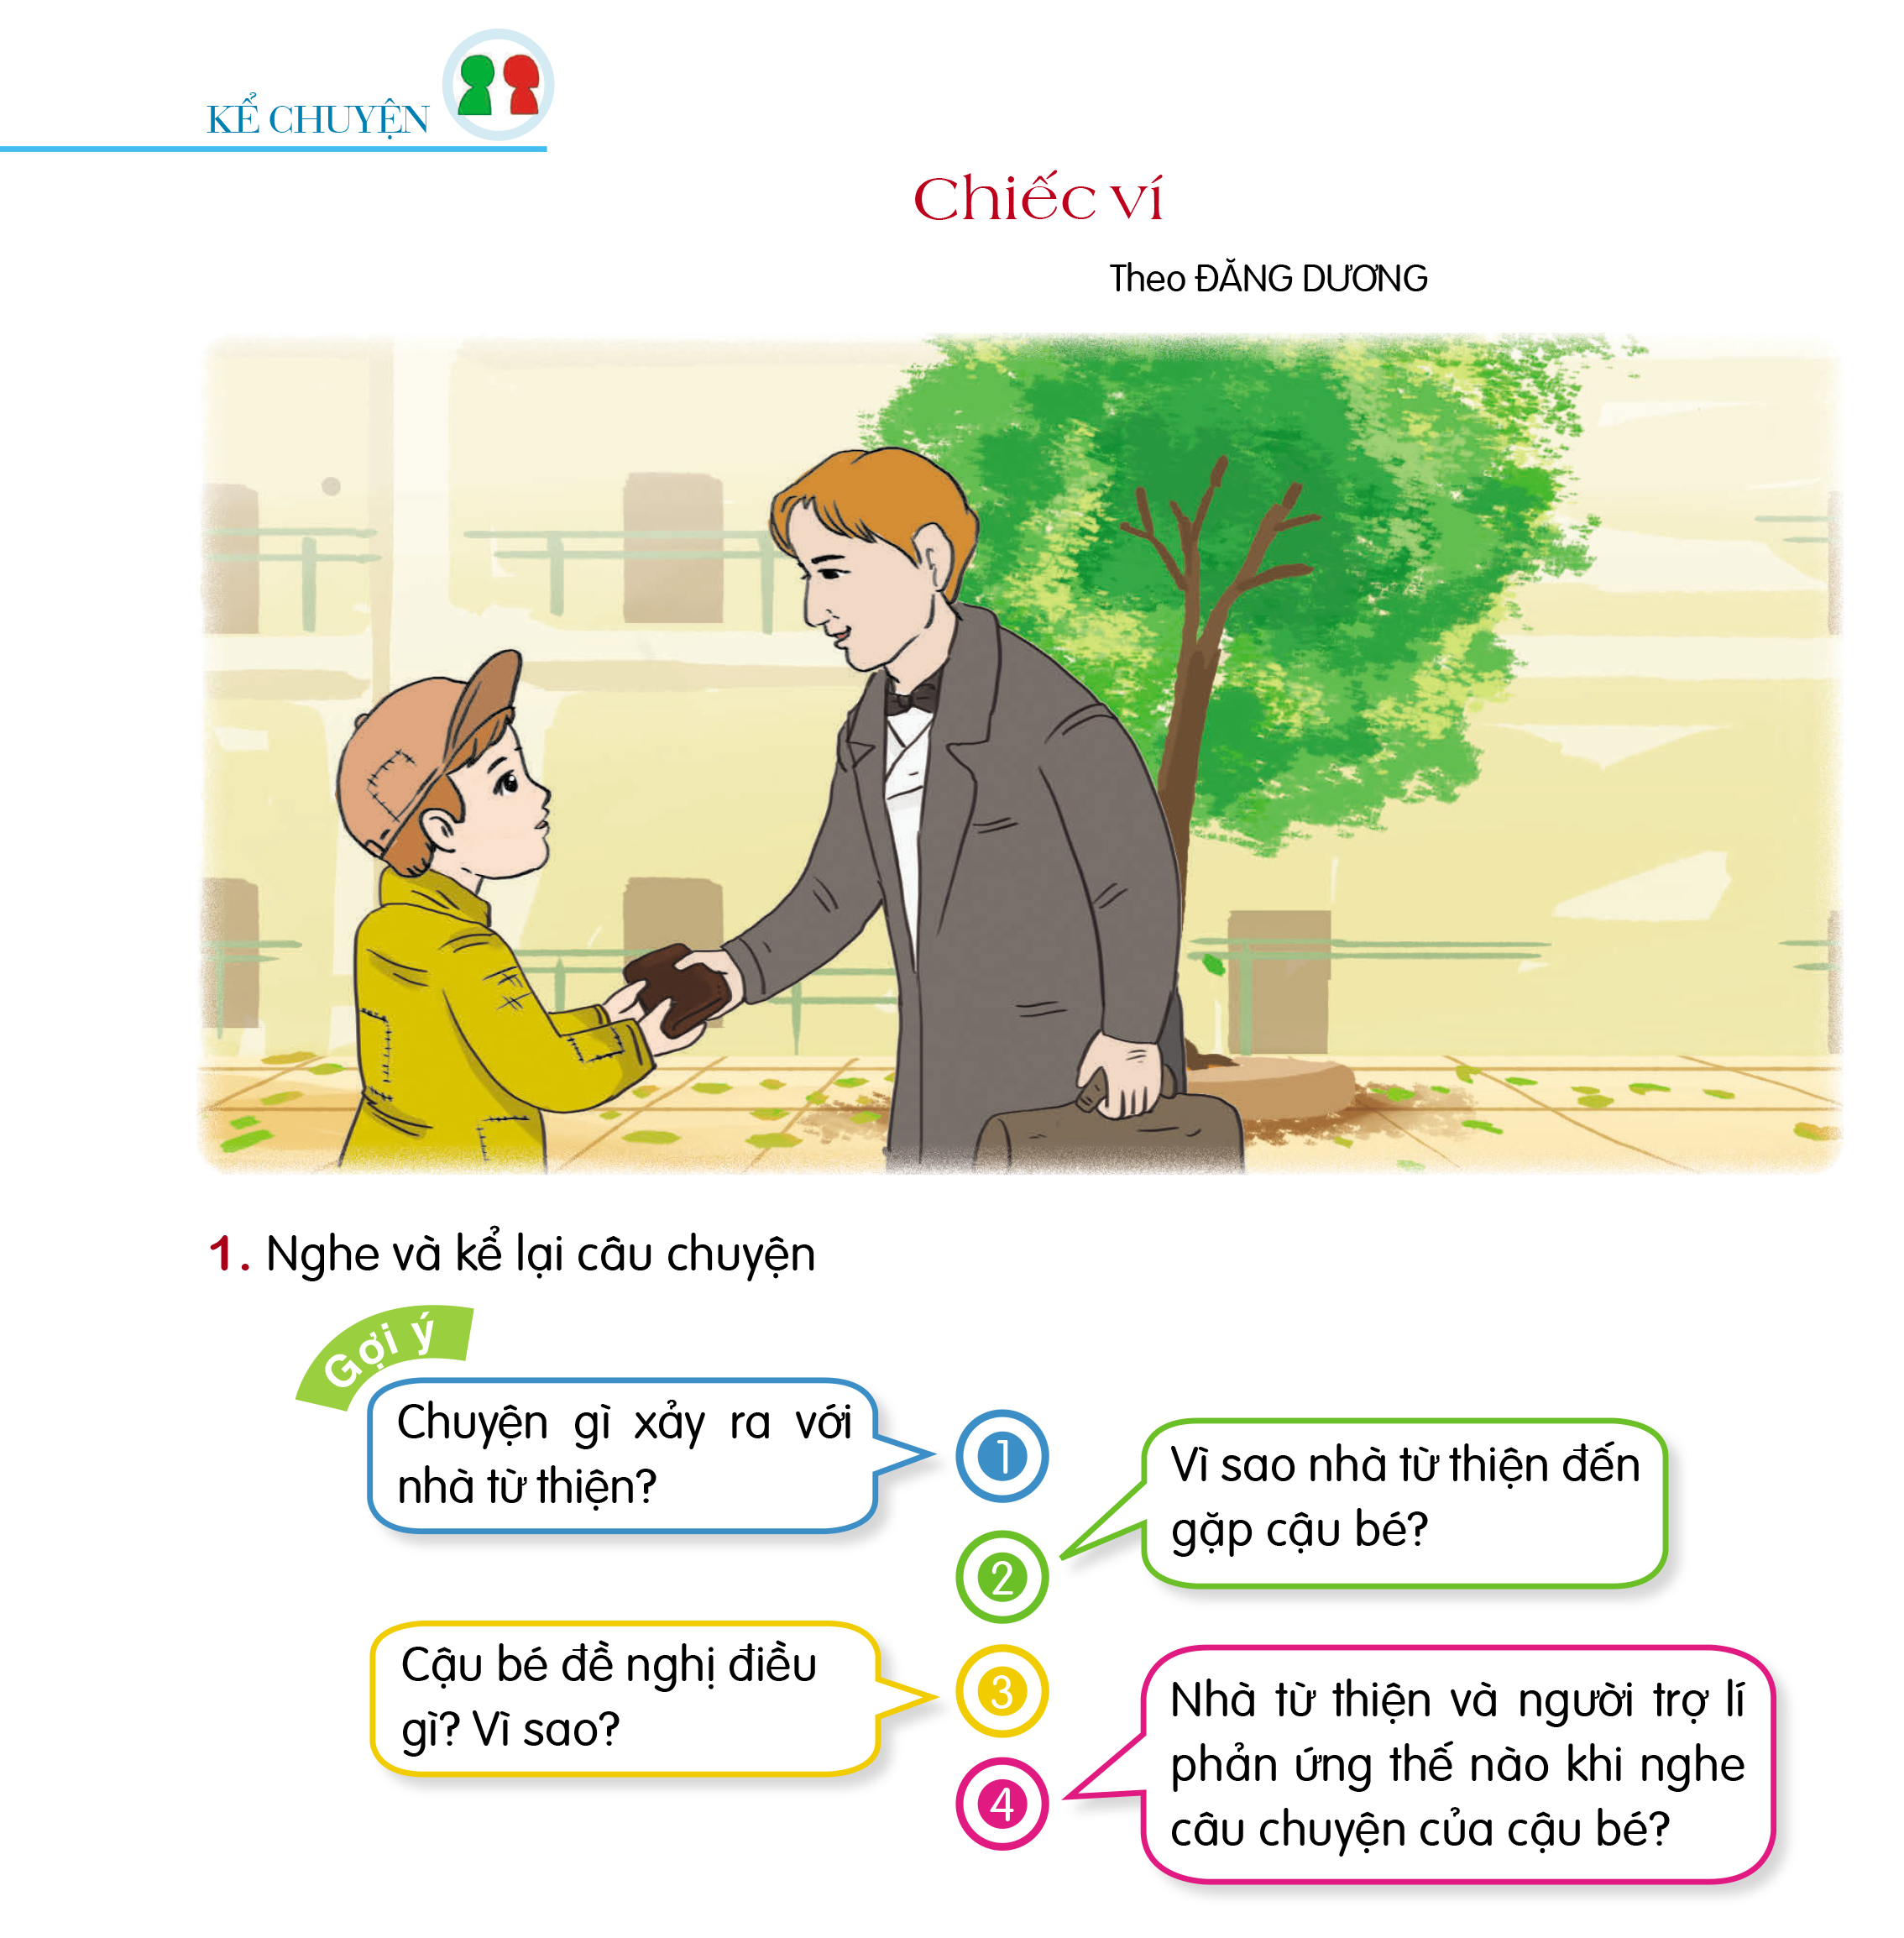 KỂ CHUYỆN
Chiếc ví
Theo ĐĂNG DƯƠNG
1. Nghe và kể lại câu chuyện
Gợi ý
Chuyện gì xảy ra với
nhà từ thiện?
1
Vì sao nhà từ thiện đến
gặp cậu bé?
2
Cậu bé đề nghị điều
gì? Vì sao?
3
Nhà từ thiện và người trợ lí
phản ứng thế nào khi nghe
câu chuyện của cậu bé?
4